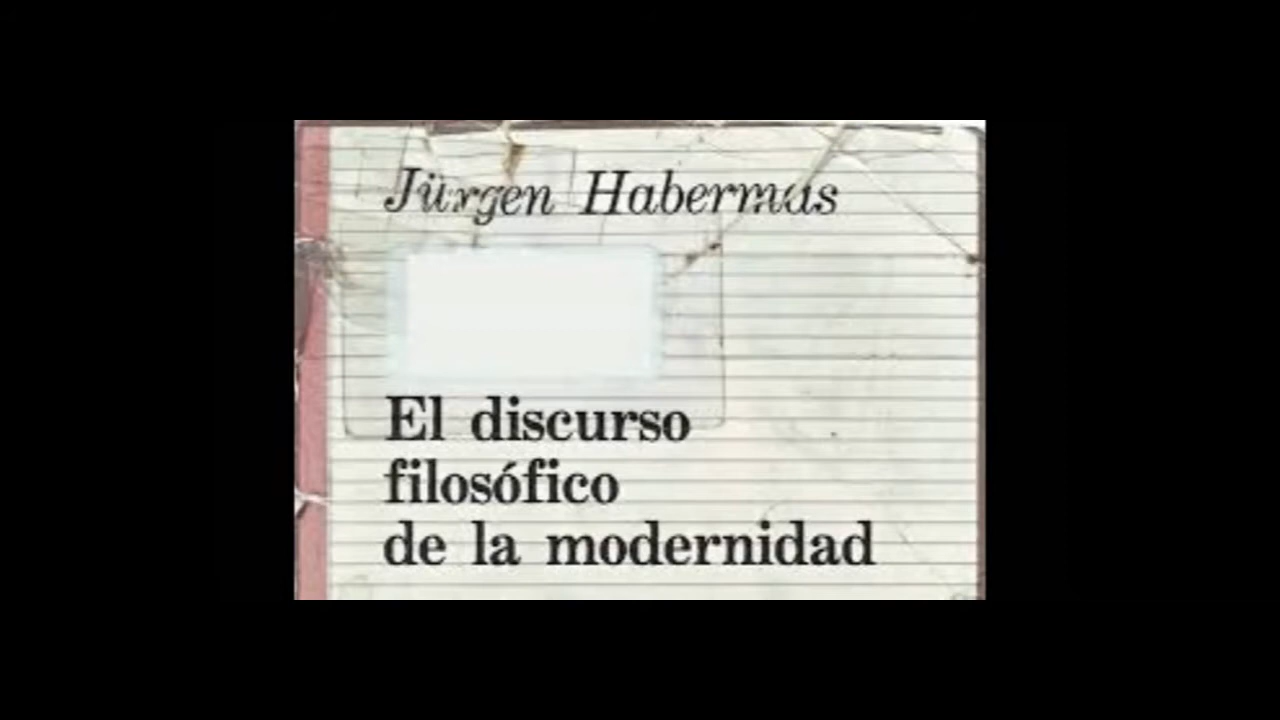 Jürgen Habermas
El discurso
filosófico
de la modernidad